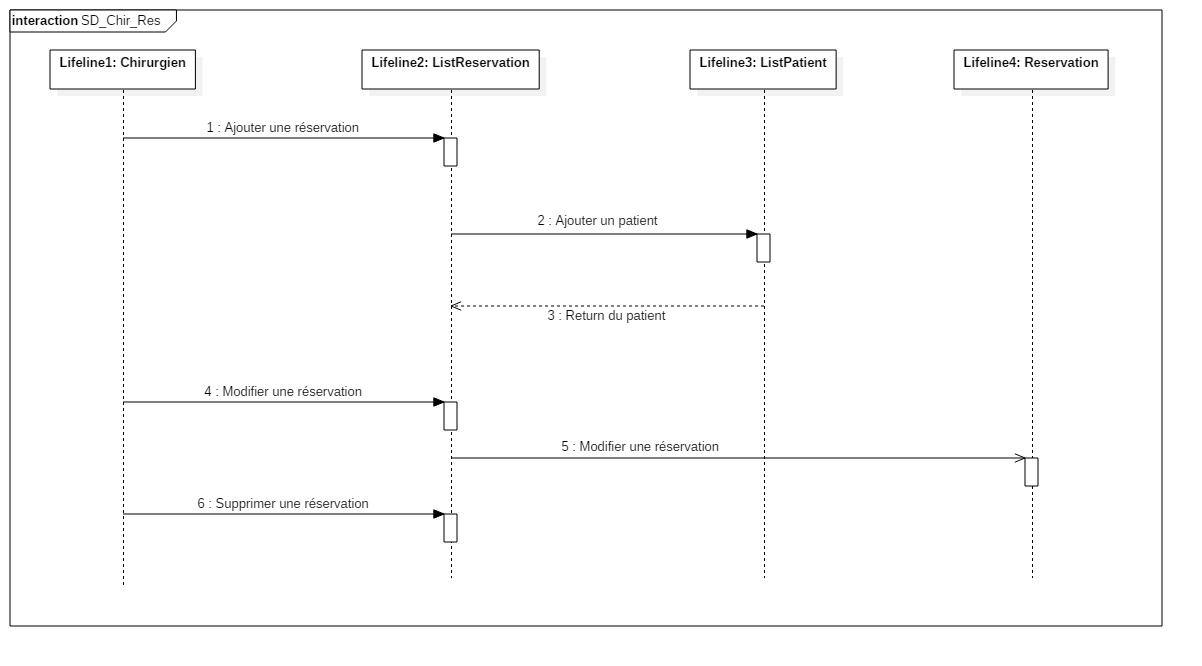 interaction SD_Chir_Res
Lifeline1: Chirurgien
Lifeline2: ListReservation
Lifeline3: ListPatient
Lifeline4: Reservation
1 : Ajouter une réservation
2 : Ajouter un patient
3 : Return du patient
4 : Modifier une réservation
5 : Modifier une réservation
6 : Supprimer une réservation